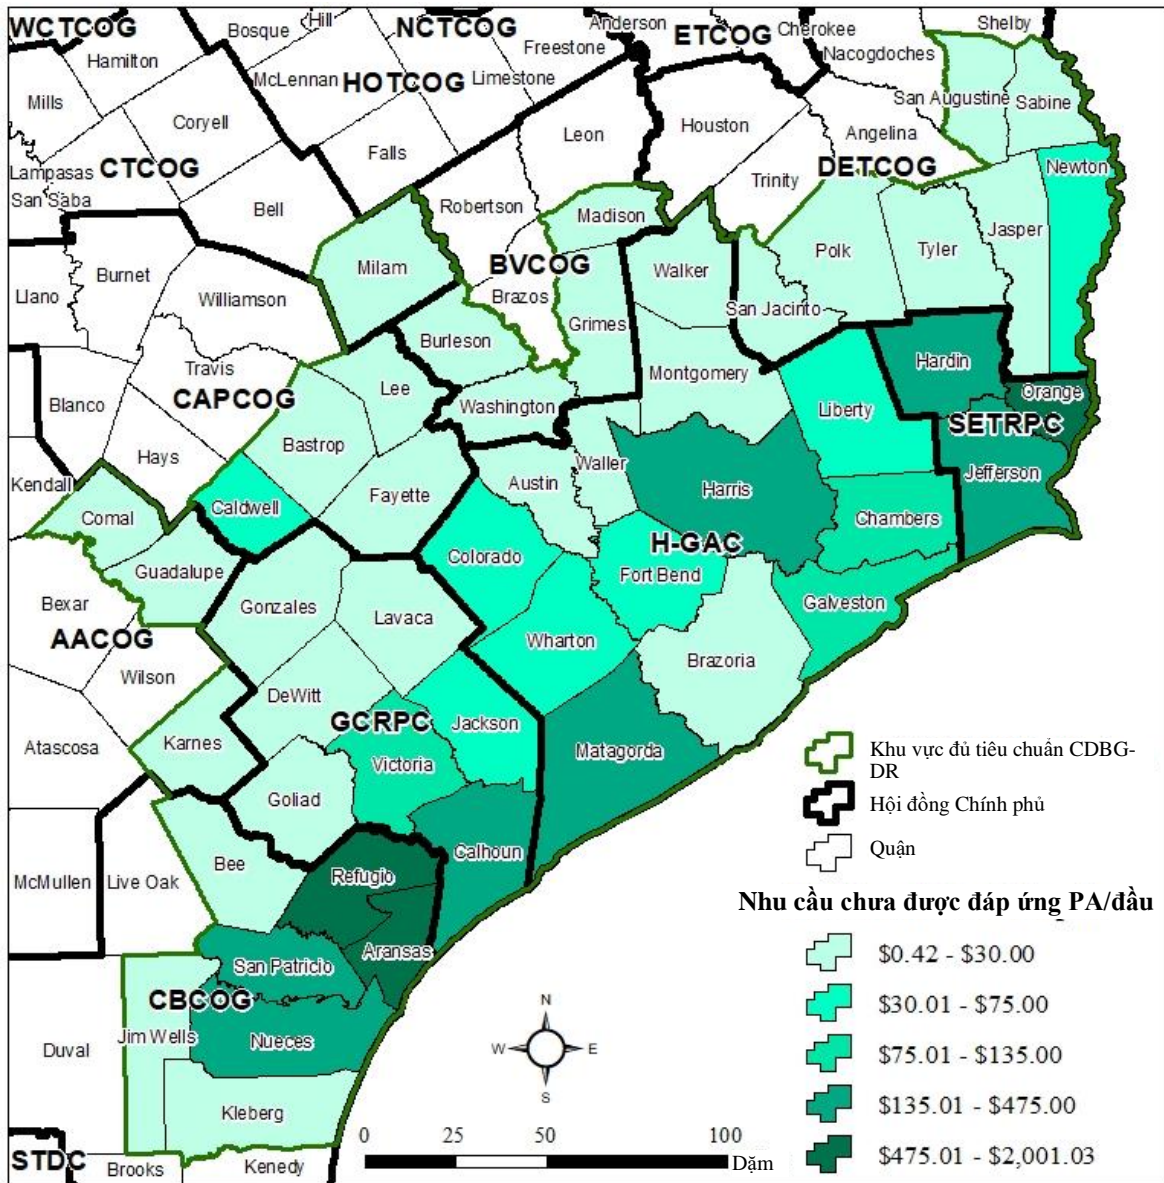 WCTCOG
Bosque
Hill
NCTCOG
Anderson
ETCOG
Cherokee
Shelby
Hamilton
McLennan
HOTCOG
Limestone
Freestone
Nacogdoches
Mills
Coryell
Leon
Houston
San Augustine
Sabine
Angelina
Lampasas
CTCOG
Falls
DETCOG
Newton
San Saba
Bell
Robertson
Madison
Trinity
Jasper
Burnet
Milam
BVCOG
Walker
Polk
Tyler
Llano
Williamson
Brazos
San Jacinto
Grimes
Burleson
Travis
Hardin
Blanco
CAPCOG
Lee
Washington
Montgomery
Liberty
Orange
SETRPC
Hays
Bastrop
Waller
Jefferson
Kendall
Caldwell
Fayette
Austin
Harris
Chambers
Comal
Colorado
H-GAC
Guadalupe
Fort Bend
Galveston
Bexar
Gonzales
Lavaca
AACOG
Wharton
Brazoria
Wilson
DeWitt
Atascosa
Karnes
GCRPC
Jackson
Matagorda
Victoria
Goliad
Calhoun
Bee
Refugio
McMullen
Live Oak
Aransas
San Patricio
CBCOG
Jim Wells
Duval
Nueces
Kleberg
STDC
Brooks
Kenedy
N
W
E
S
0 25 50 100
Dặm
Khu vực đủ tiêu chuẩn CDBG-
DR
Hội đồng Chính phủ
Quận
Nhu cầu chưa được đáp ứng PA/đầu
$0.42 - $30.00
$30.01 - $75.00
$75.01 - $135.00
$135.01 - $475.00
$475.01 - $2,001.03